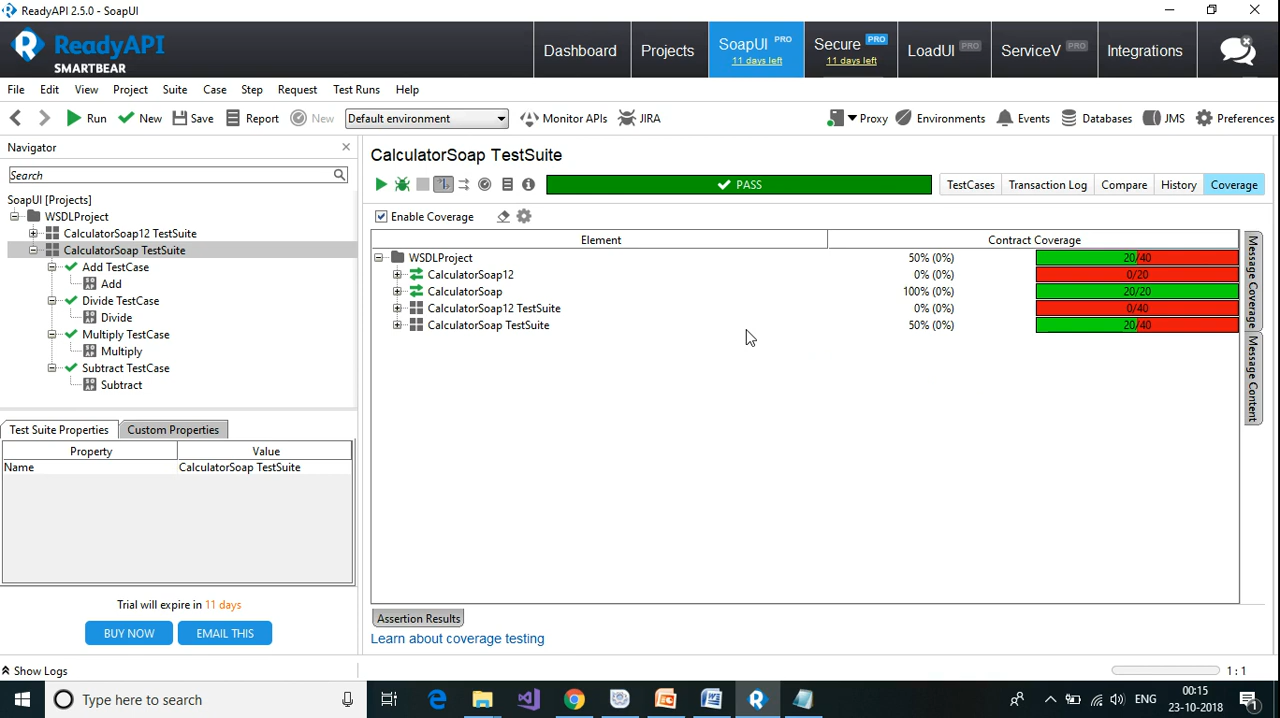 ReadyAPI 2.5.0 - SoapUI
ReadyAPI
SMARTBEAR
Dashboard
Projects
SoapUI PRO
11 days left
Secure PRO
11 days left
LoadUI PRO
ServiceV PRO
Integrations
File Edit View Project Suite Case Step Request Test Runs Help
Run New Save Report New Default environment Monitor APIs JIRA Proxy Environments Events Databases JMS Preferences
Navigator
Search
SoapUI [Projects]
WSDLProject
CalculatorSoap12 TestSuite
CalculatorSoap TestSuite
Add TestCase
Add
Divide TestCase
Divide
Multiply TestCase
Multiply
Subtract TestCase
Subtract
Test Suite Properties Custom Properties
Property Value
Name CalculatorSoap TestSuite
Trial will expire in 11 days
BUY NOW EMAIL THIS
Show Logs
CalculatorSoap TestSuite
PASS
TestCases Transaction Log Compare History Coverage
Enable Coverage
Element Contract Coverage
WSDLProject 50% (0%) 20/40
CalculatorSoap12 0% (0%) 0/20
CalculatorSoap 100% (0%) 20/20
CalculatorSoap12 TestSuite 0% (0%) 0/40
CalculatorSoap TestSuite 50% (0%) 20/40
Message Coverage
Message Content
Assertion Results
Learn about coverage testing
1 : 1
Type here to search
ENG
00:15
23-10-2018
1